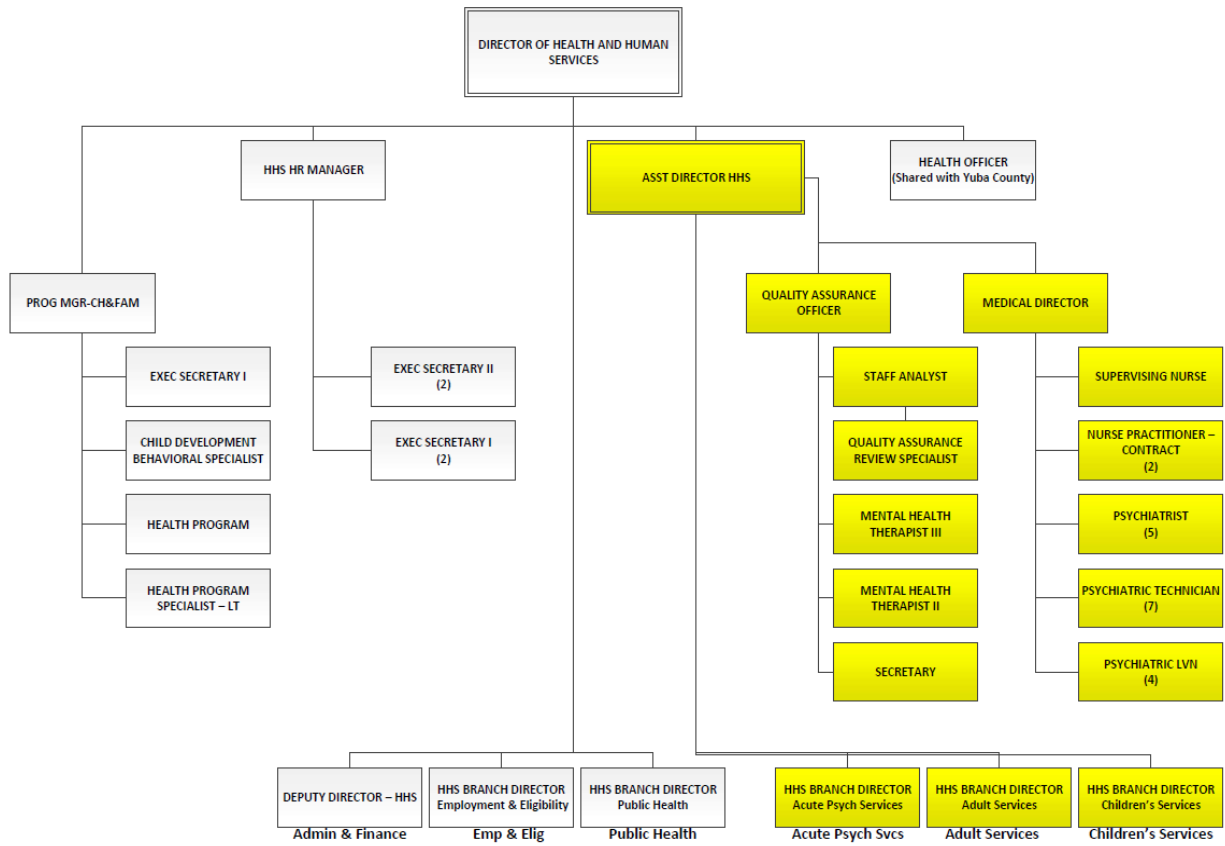 DIRECTOR OF HEALTH AND HUMAN
SERVICES
HHS HR MANAGER
ASST DIRECTOR HHS
HEALTH OFFICER
(Shared with Yuba County)
PROG MGR-CH&FAM
QUALITY ASSURANCE
OFFICER
MEDICAL DIRECTOR
EXEC SECRETARY I
CHILD DEVELOPMENT
BEHAVIORAL SPECIALIST
HEALTH PROGRAM
HEALTH PROGRAM
SPECIALIST – LT
EXEC SECRETARY II
(2)
EXEC SECRETARY I
(2)
STAFF ANALYST
QUALITY ASSURANCE
REVIEW SPECIALIST
MENTAL HEALTH
THERAPIST III
MENTAL HEALTH
THERAPIST II
SECRETARY
SUPERVISING NURSE
NURSE PRACTITIONER –
CONTRACT
(2)
PSYCHIATRIST
(5)
PSYCHIATRIC TECHNICIAN
(7)
PSYCHIATRIC LVN
(4)
DEPUTY DIRECTOR – HHS
Admin & Finance
HHS BRANCH DIRECTOR
Employment & Eligibility
Emp & Elig
HHS BRANCH DIRECTOR
Public Health
Public Health
HHS BRANCH DIRECTOR
Acute Psych Services
Acute Psych Svcs
HHS BRANCH DIRECTOR
Adult Services
Adult Services
HHS BRANCH DIRECTOR
Children's Services
Children's Services